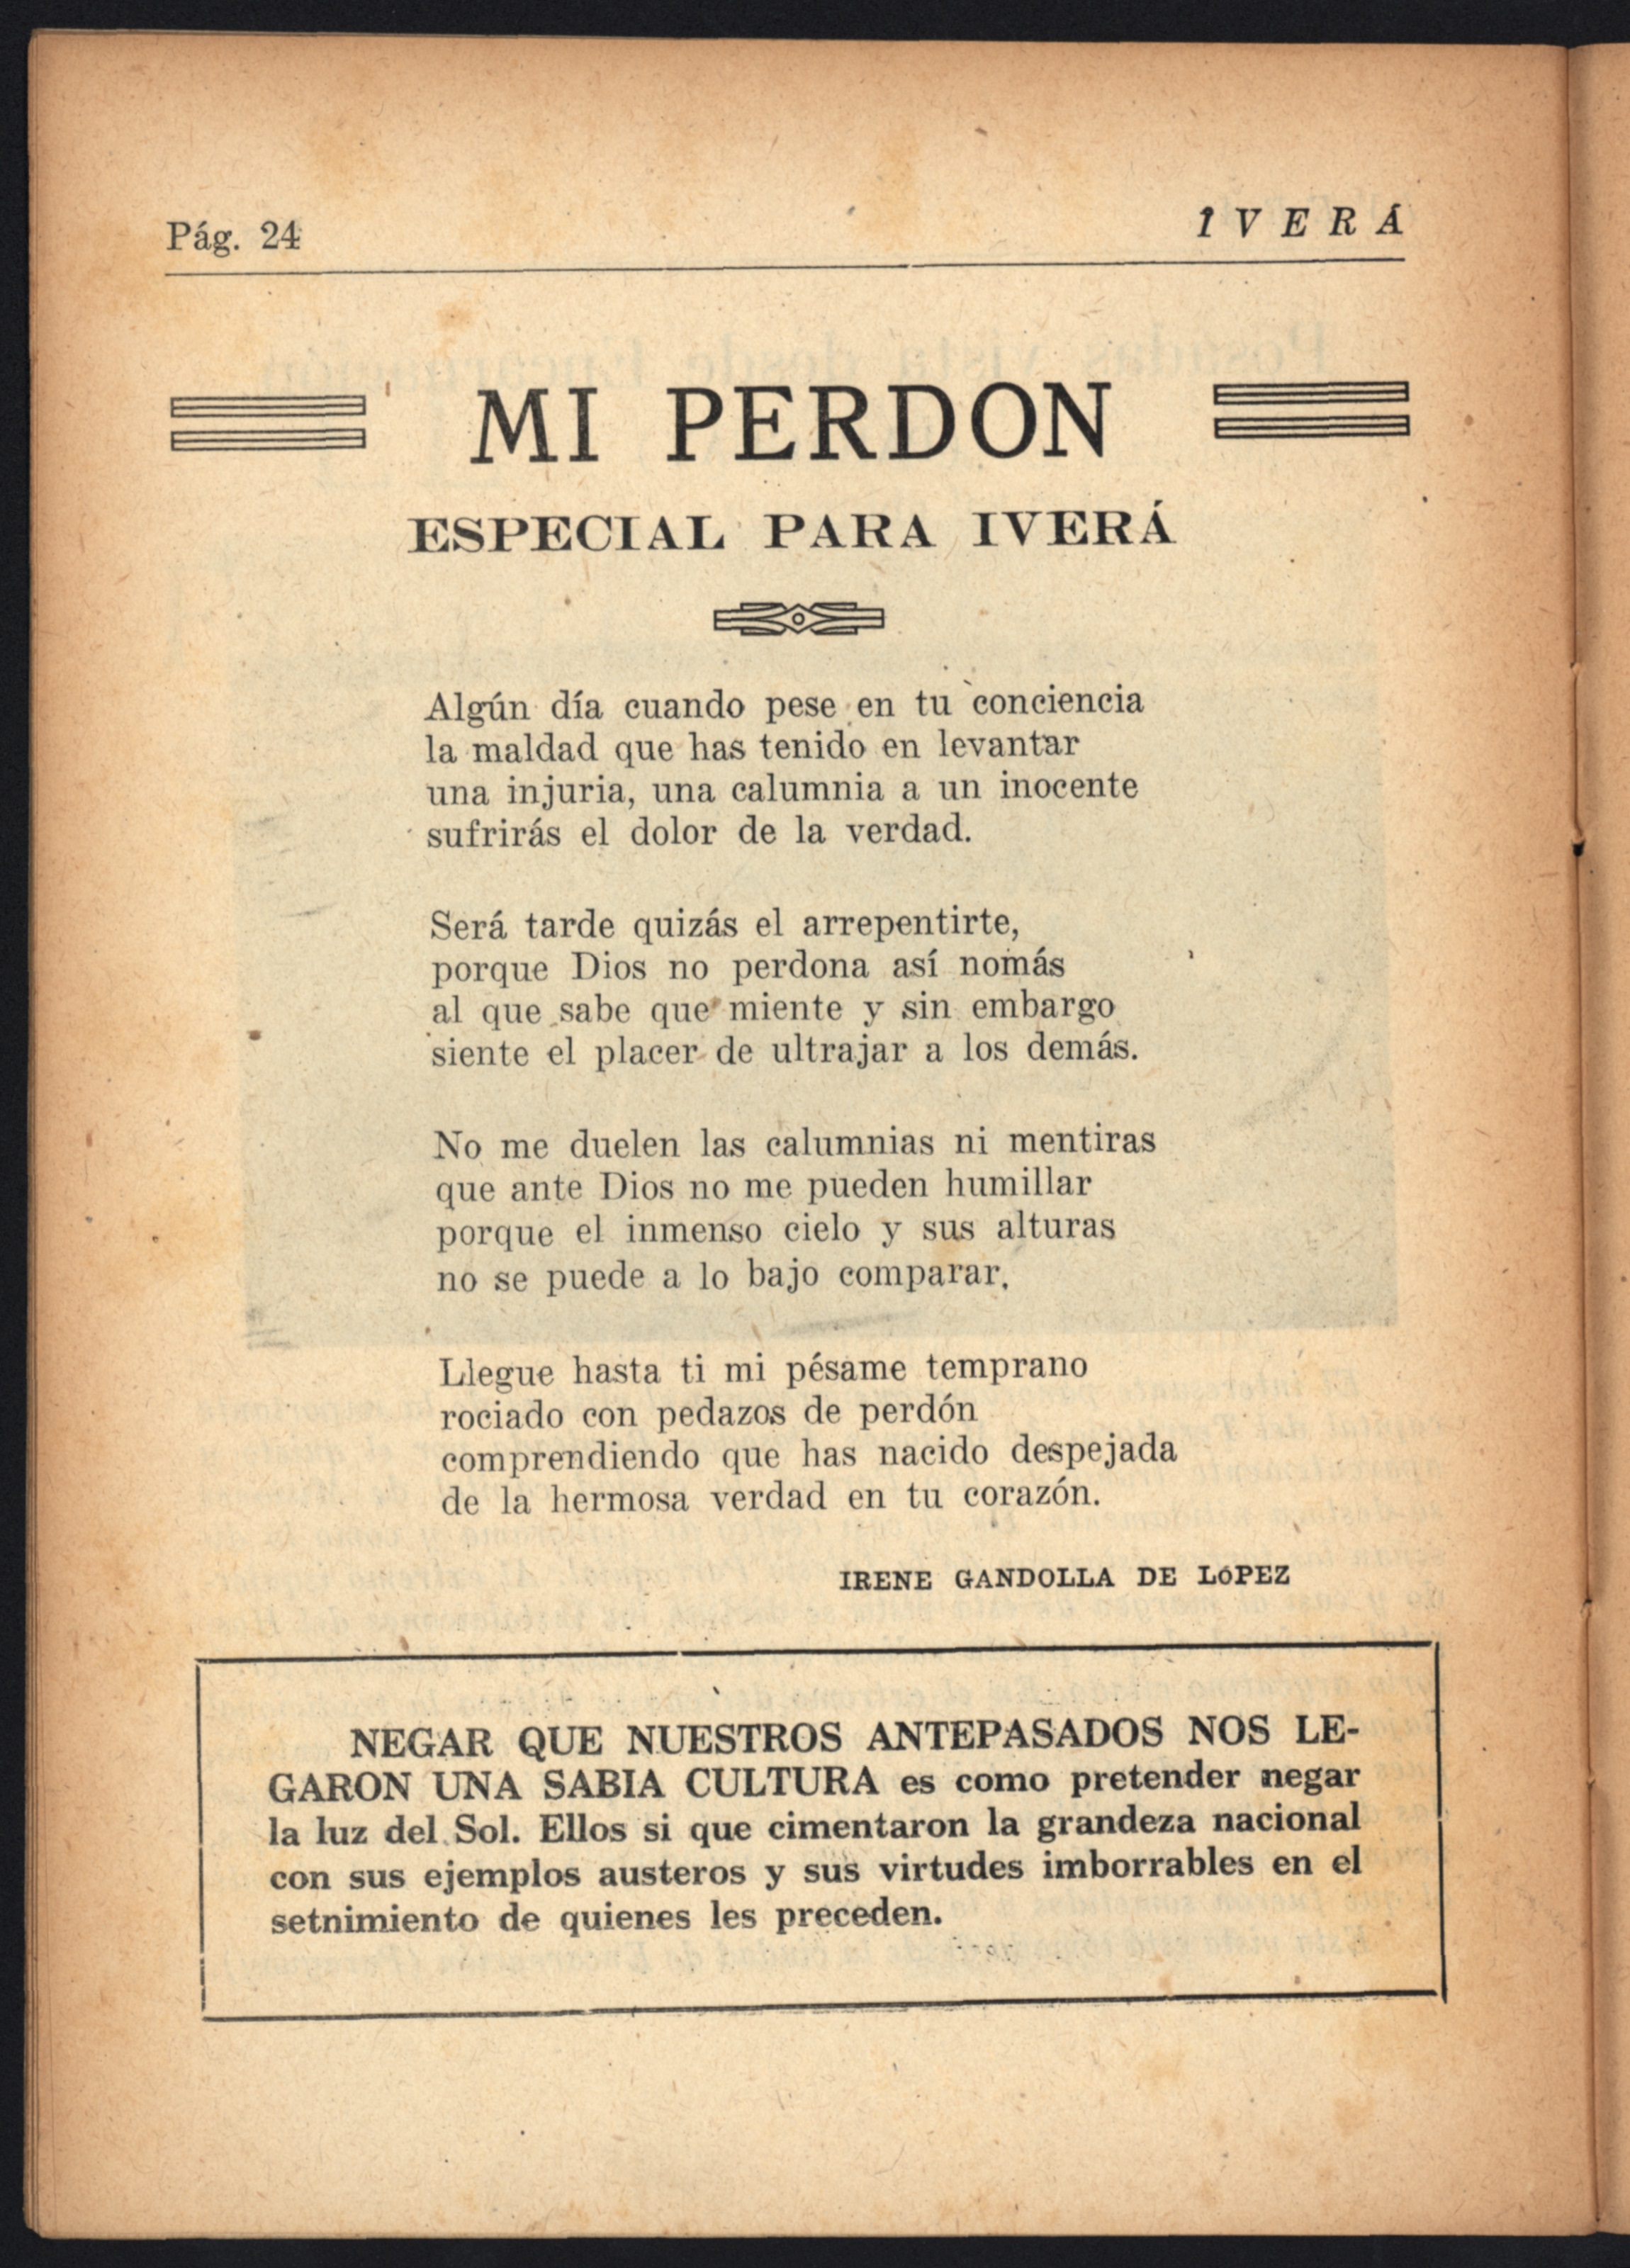 Pág. 24
IVERÁ
MI PERDON
ESPECIAL PARA IVERÁ
Algún día cuando pese en tu conciencia
la maldad que has tenido en levantar
una injuria, una calumnia a un inocente
sufrirás el dolor de la verdad.
Será tarde quizás el arrepentirte,
porque Dios no perdona así nomás
al que sabe que miente y sin embargo
siente el placer de ultrajar a los demás.
No me duelen las calumnias ni mentiras
que ante Dios no me pueden humillar
porque el inmenso cielo y sus alturas
no se puede a lo bajo comparar.
Llegue hasta ti mi pésame temprano
rociado con pedazos de perdón
comprendiendo que has nacido despejada
de la hermosa verdad en tu corazón.
IRENE GANDOLLA DE LóPEZ
NEGAR QUE NUESTROS ANTEPASADOS NOS LE-
GARON UNA SABIA CULTURA es como pretender negar
la luz del Sol. Ellos si que cimentaron la grandeza nacional
con sus ejemplos austeros y sus virtudes imborrables en el
setnimiento de quienes les preceden.